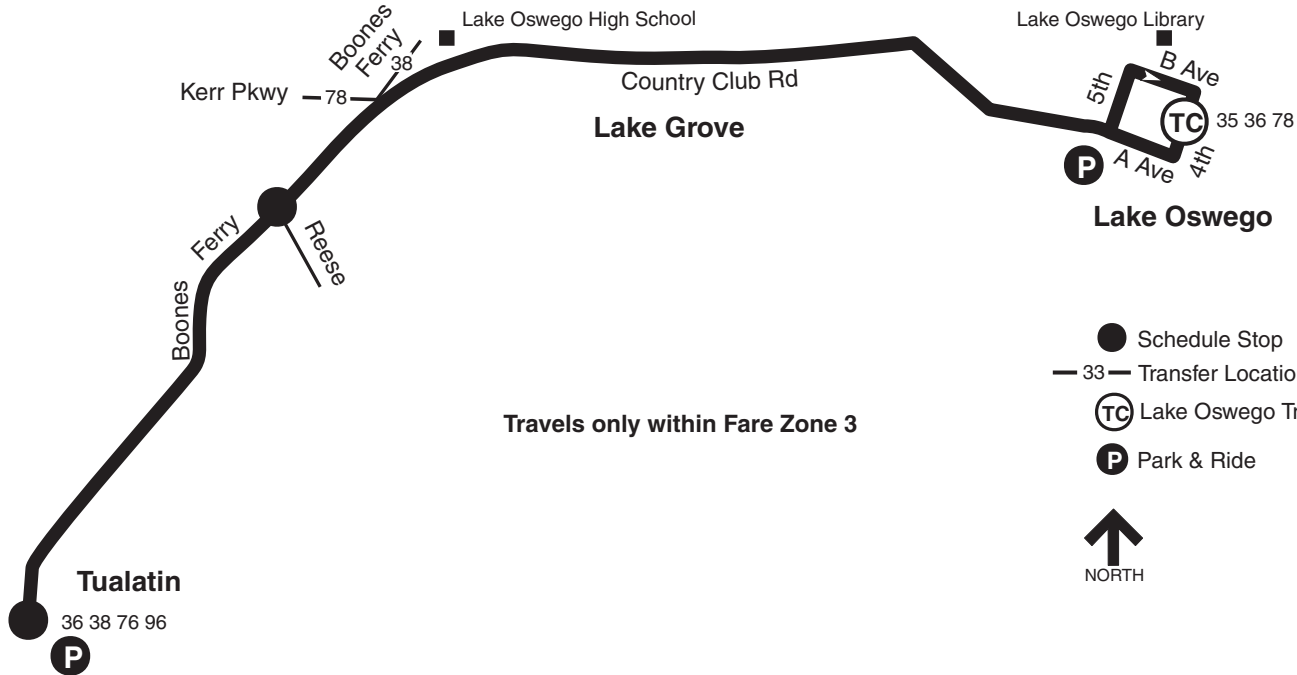 Lake Oswego High School
Lake Oswego Library
Boones
Ferry
38
Kerr Pkwy
78
Country Club Rd
Lake Grove
5th
B Ave
TC
35 36 78
4th
A Ave
P
Lake Oswego
Ferry
Reese
Boones
Schedule Stop
33
Transfer Locatio
TC
Lake Oswego Tr
P
Park & Ride
Travels only within Fare Zone 3
NORTH
Tualatin
36 38 76 96
P